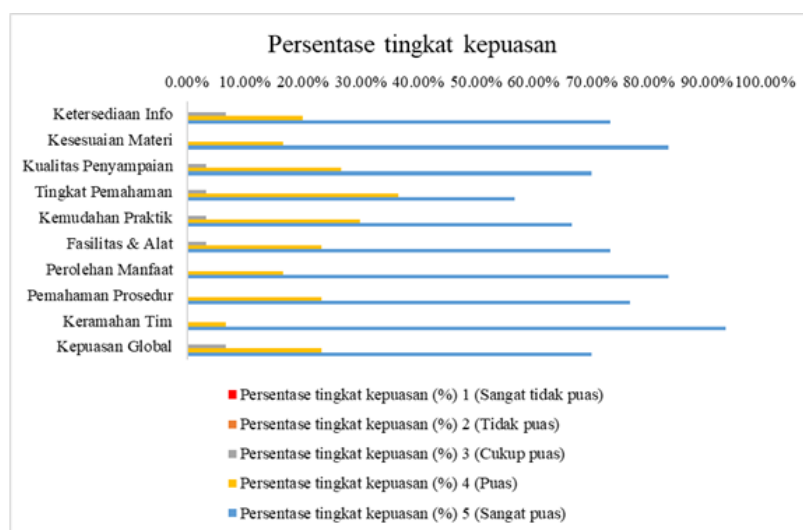 Persentase tingkat kepuasan
0.00% 10.00% 20.00% 30.00% 40.00% 50.00% 60.00% 70.00% 80.00% 90.00% 100.00%
Ketersediaan Info
Kesesuaian Materi
Kualitas Penyampaian
Tingkat Pemahaman
Kemudahan Praktik
Fasilitas & Alat
Perolehan Manfaat
Pemahaman Prosedur
Keramahan Tim
Kepuasan Global
Persentase tingkat kepuasan (%) 1 (Sangat tidak puas)
Persentase tingkat kepuasan (%) 2 (Tidak puas)
Persentase tingkat kepuasan (%) 3 (Cukup puas)
Persentase tingkat kepuasan (%) 4 (Puas)
Persentase tingkat kepuasan (%) 5 (Sangat puas)